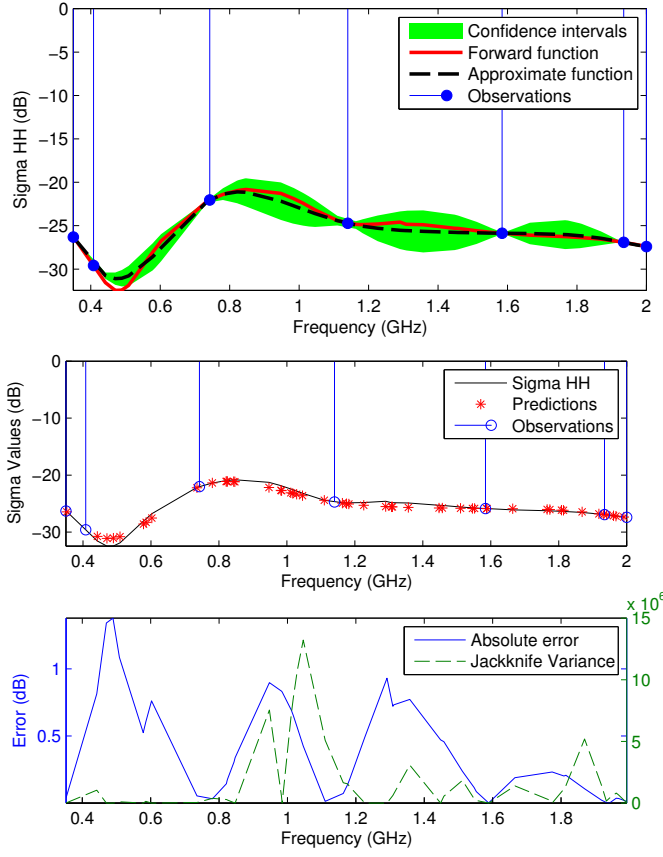 0
−5
−10
−15
−20
−25
−30
Sigma HH (dB)
Confidence intervals
Forward function
Approximate function
Observations
0.4 0.6 0.8 1 1.2 1.4 1.6 1.8 2
Frequency (GHz)
0
−10
−20
−30
Sigma Values (dB)
Sigma HH
Predictions
Observations
0.4 0.6 0.8 1 1.2 1.4 1.6 1.8 2
Frequency (GHz)
x 10^6
1
0.5
Error (dB)
Absolute error
Jackknife Variance
15
10
5
0
0.4 0.6 0.8 1 1.2 1.4 1.6 1.8
Frequency (GHz)